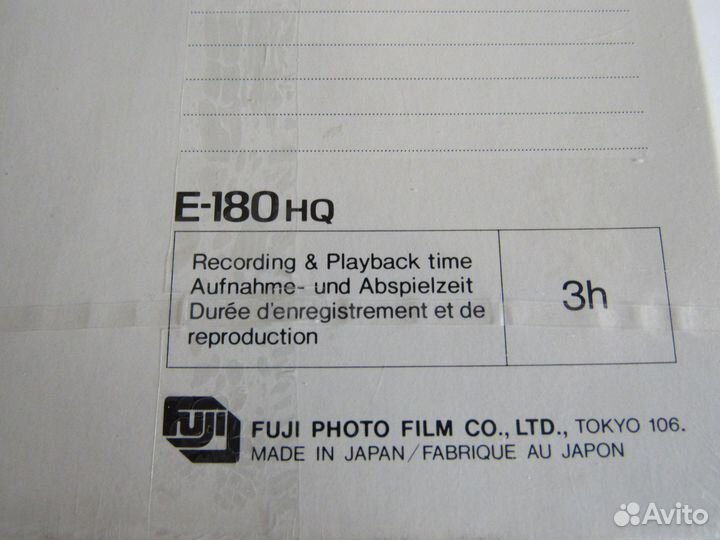 E-180 HQ
Recording & Playback time
Aufnahme- und Abspielzeit
Durée d'enregistrement et de
reproduction
3h
FUJI
FUJI PHOTO FILM CO., LTD., TOKYO 106.
MADE IN JAPAN/FABRIQUE AU JAPON
Avito